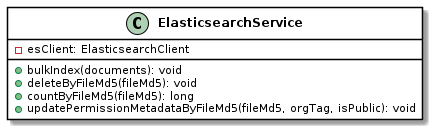 C ElasticsearchService
esClient: ElasticsearchClient
bulkIndex(documents): void
deleteByFileMd5(fileMd5): void
countByFileMd5(fileMd5): long
updatePermissionMetadataByFileMd5(fileMd5, orgTag, isPublic): void